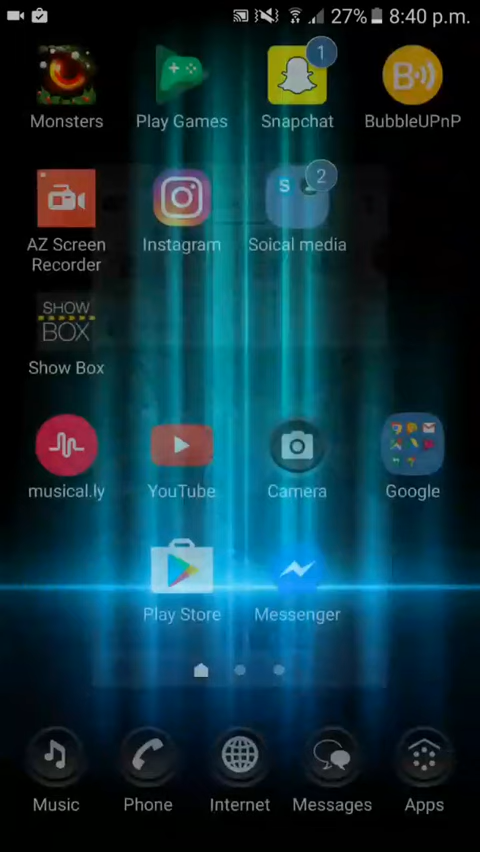 27% 8:40 p.m.
1
B
Monsters Play Games Snapchat BubbleUPnP
2
S
AZ Screen Instagram Soical media
Recorder
SHOW
BOX
Show Box
musical.ly YouTube Camera Google
Play Store Messenger
Music Phone Internet Messages Apps